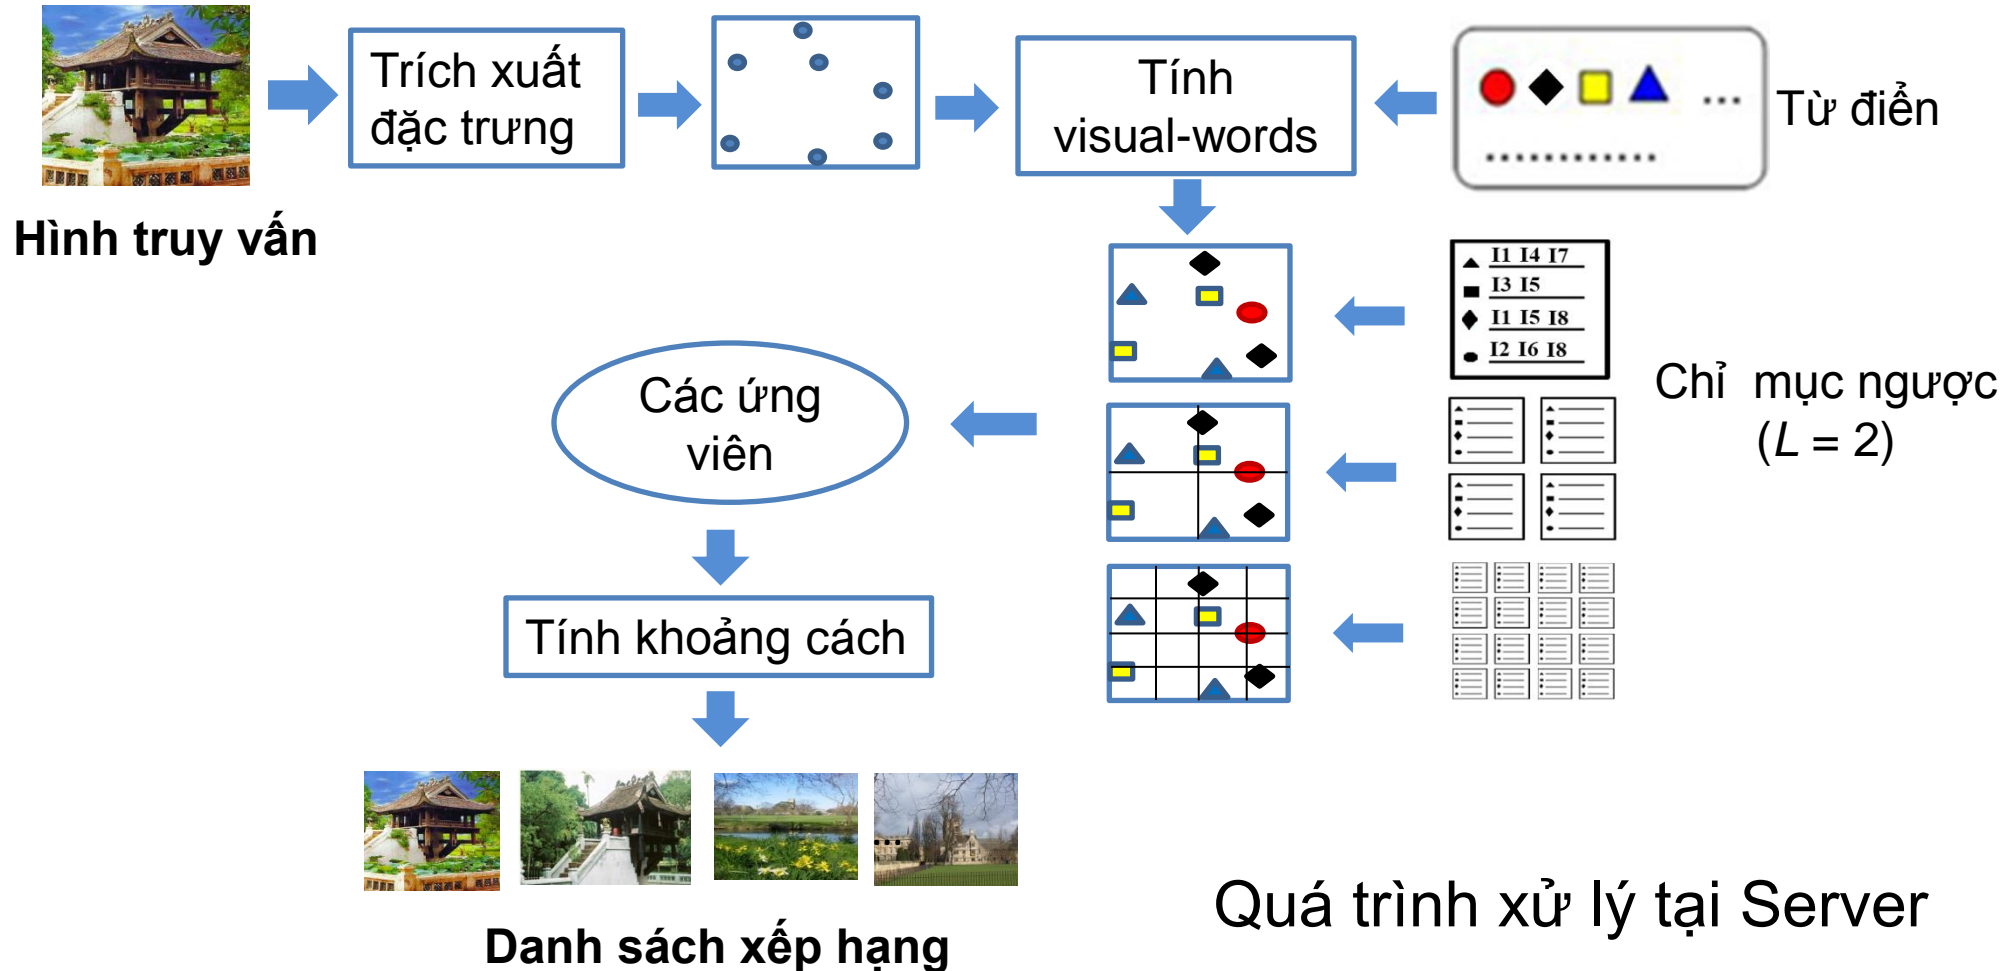 Trích xuất
đặc trưng
Tính
visual-words
...
Từ điển
............
Hình truy vấn
I1 I4 I7
I3 I5
I1 I5 I8
I2 I6 I8
Chỉ mục ngược
(L = 2)
Các ứng
viên
Tính khoảng cách
Danh sách xếp hạng
Quá trình xử lý tại Server